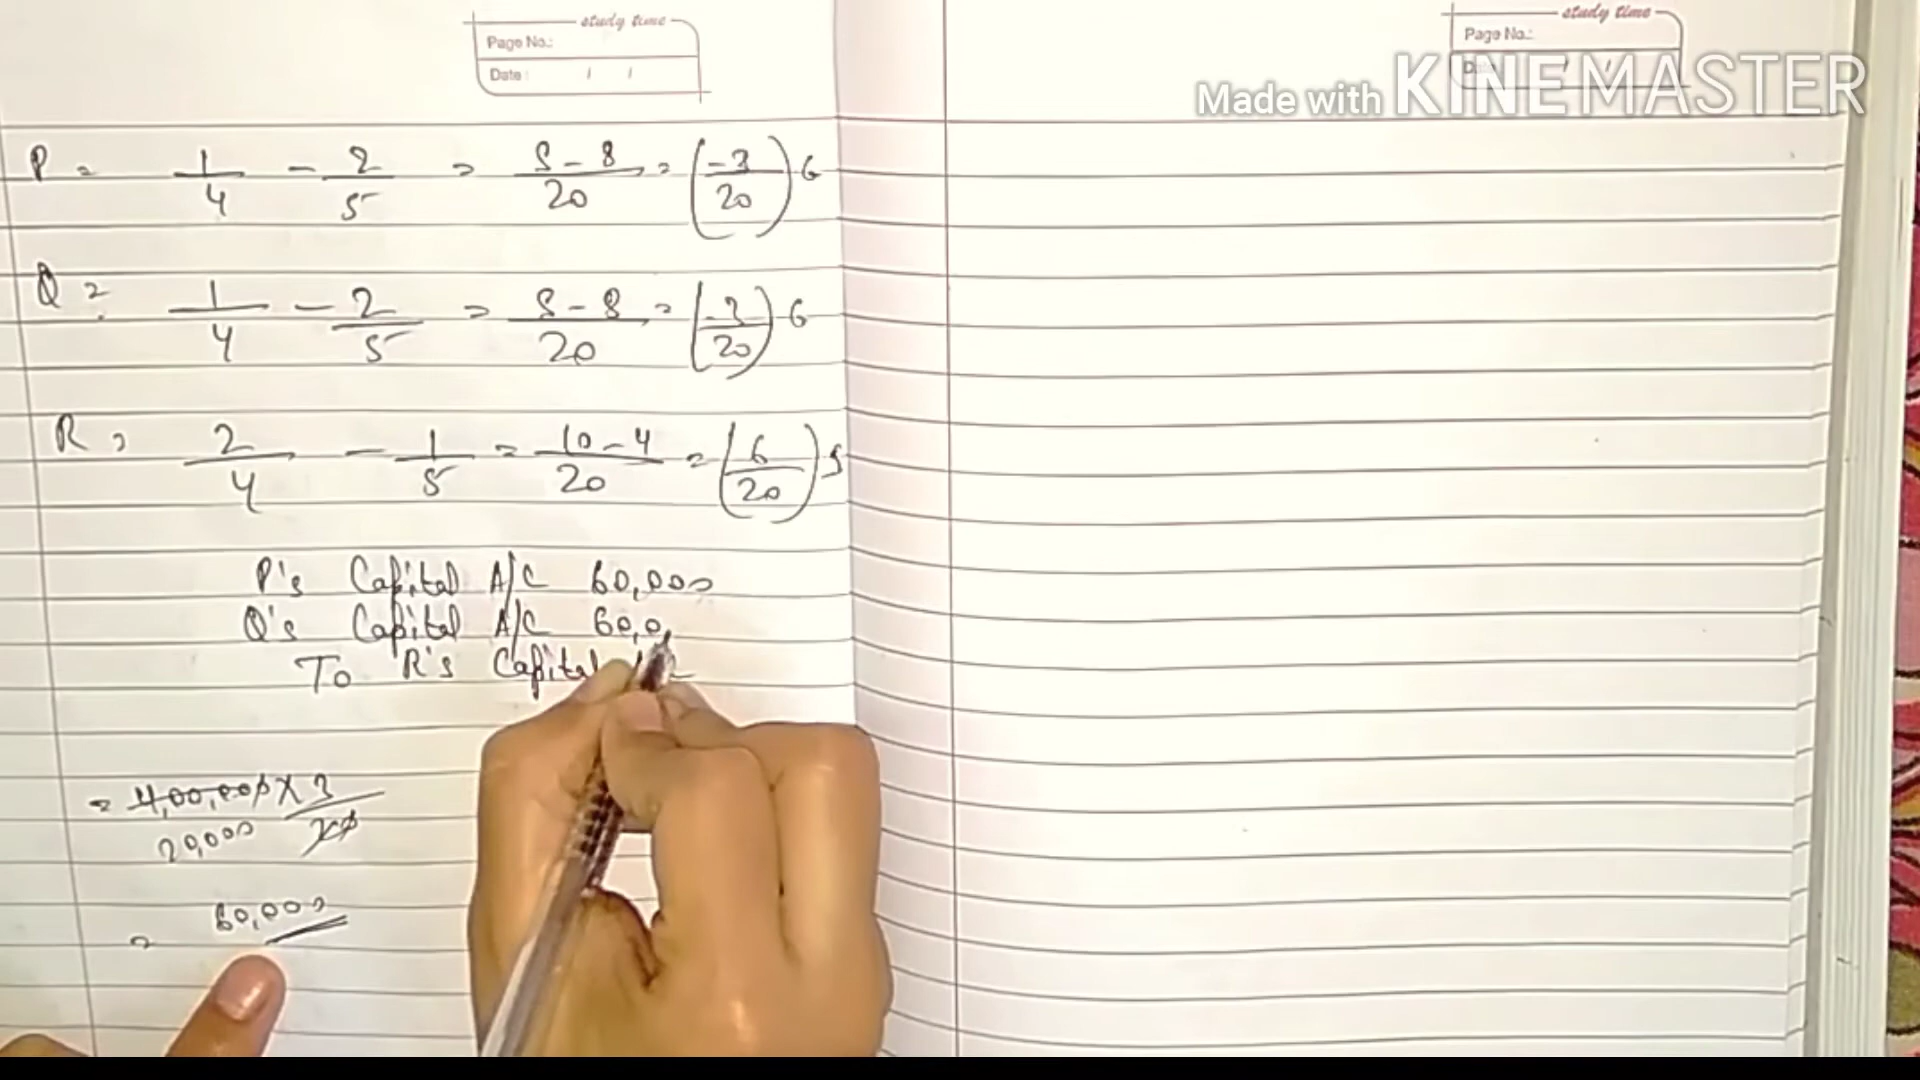 study time
Page No.:
Date : / /
study time
Page No.:
Made with KINEMASTER
P = 1/4 - 2/5 = 5-8/20 = (-3/20) G
Q = 1/4 - 2/5 = 5-8/20 = (-3/20) G
R = 2/4 - 1/5 = 10-4/20 = (6/20) S
P's Capital A/C 60,000
Q's Capital A/C 60,0
To R's Capital
= 4,00,000 X 3/20
20,000
= 60,000